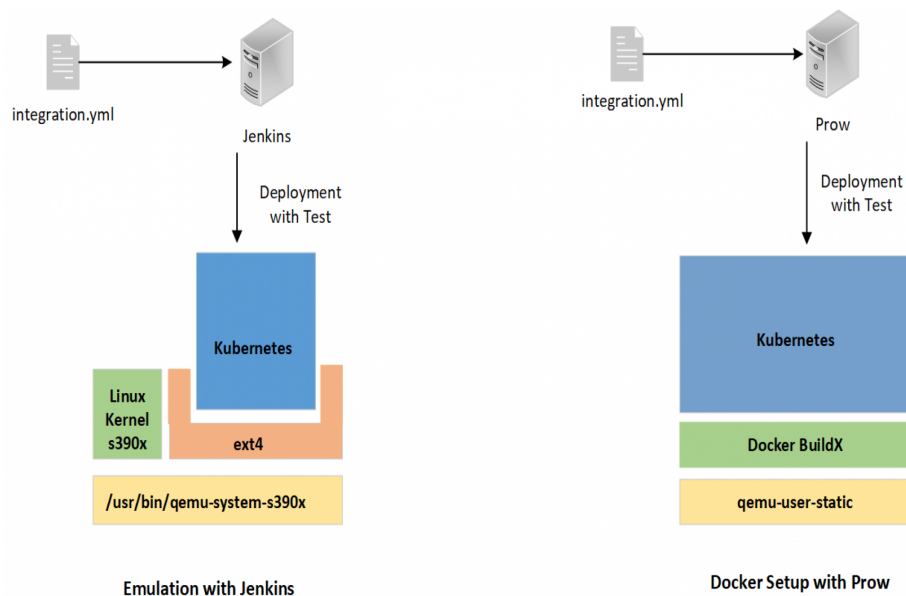 integration.yml
Jenkins
Deployment
with Test
Kubernetes
Linux
Kernel
s390x
ext4
/usr/bin/qemu-system-s390x
Emulation with Jenkins
integration.yml
Prow
Deployment
with Test
Kubernetes
Docker BuildX
qemu-user-static
Docker Setup with Prow